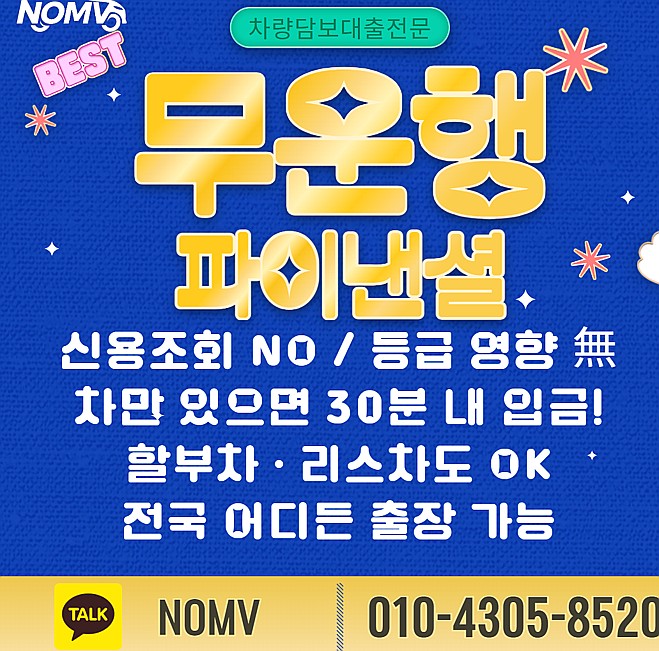 NOMV
차량담보대출전문
BEST
무운행
파이낸셜
신용조회 NO / 등급 영향 無
차만 있으면 30분 내 입금!
할부차 · 리스차도 OK
전국 어디든 출장 가능
TALK NOMV 010-4305-8520